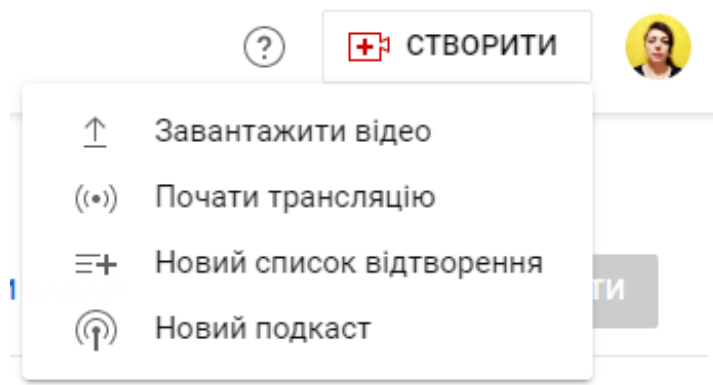 СТВОРИТИ
Завантажити відео
Почати трансляцію
Новий список відтворення
Новий подкаст